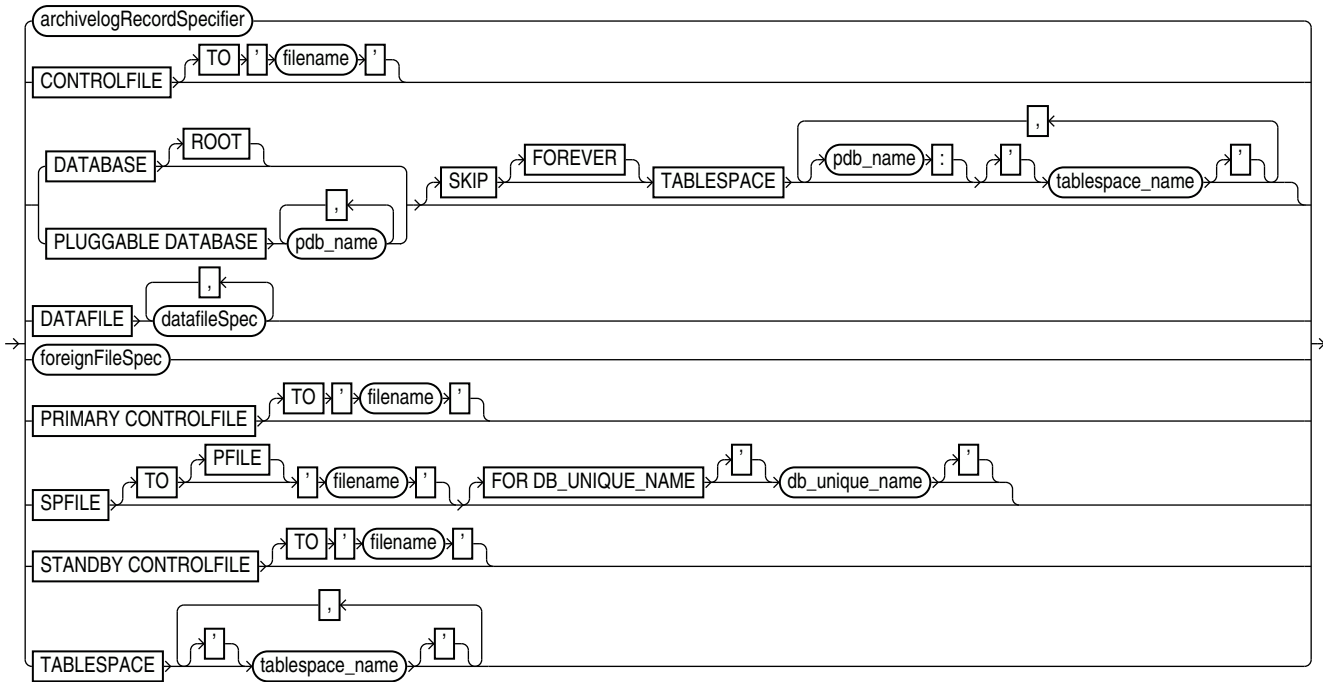 archivelogRecordSpecifier
TO ' filename '
CONTROLFILE
,
ROOT FOREVER pdb_name : ' '
DATABASE SKIP TABLESPACE tablespace_name
,
PLUGGABLE DATABASE pdb_name
,
DATAFILE datafileSpec
foreignFileSpec
TO ' filename '
PRIMARY CONTROLFILE
PFILE ' '
TO ' filename ' FOR DB_UNIQUE_NAME db_unique_name
SPFILE
TO ' filename '
STANDBY CONTROLFILE
,
' '
TABLESPACE tablespace_name